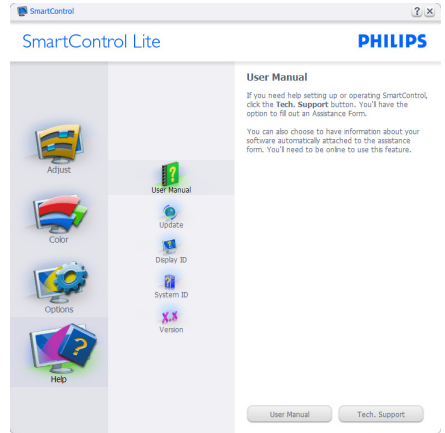 SmartControl
? ×
SmartControl Lite
PHILIPS
Adjust
Color
Options
Help
User Manual
Update
Display ID
System ID
X.X
Version
User Manual
If you need help setting up or operating SmartControl,
click the Tech. Support button. You'll have the
option to fill out an Assistance Form.
You can also choose to have information about your
software automatically attached to the assistance
form. You'll need to be online to use this feature.
User Manual
Tech. Support